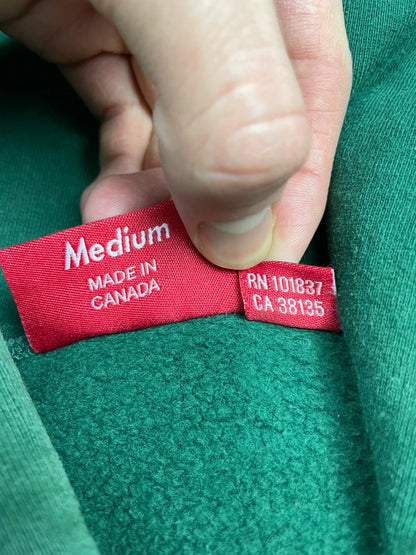 Medium
MADE IN
CANADA
RN 101837
CA 38135